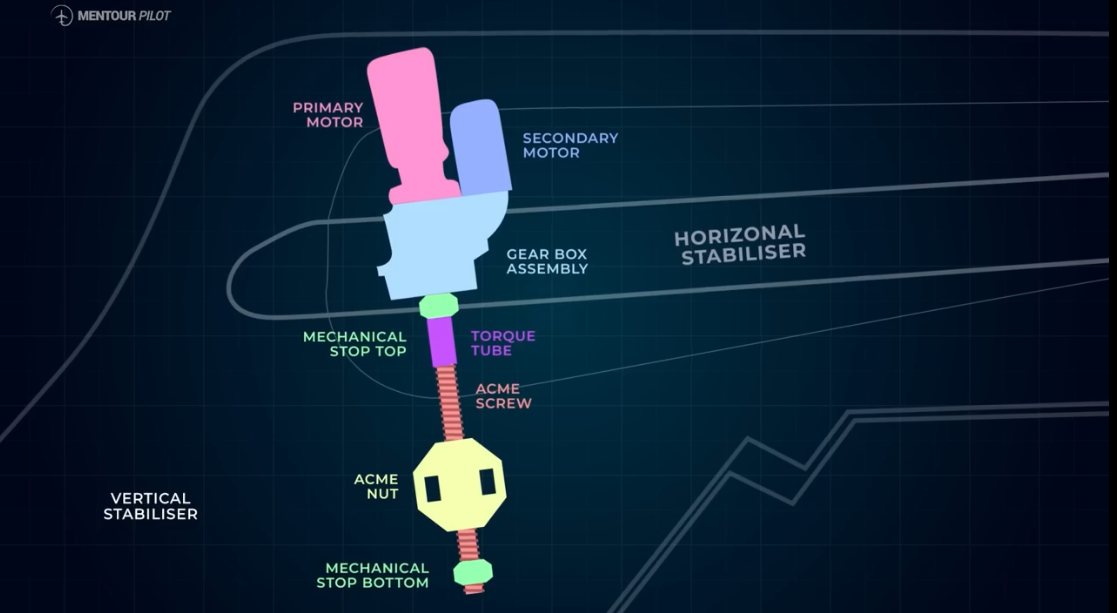 MENTOUR PILOT
PRIMARY
MOTOR
SECONDARY
MOTOR
HORIZONAL
STABILISER
GEAR BOX
ASSEMBLY
MECHANICAL
STOP TOP
TORQUE
TUBE
ACME
SCREW
ACME
NUT
VERTICAL
STABILISER
MECHANICAL
STOP BOTTOM